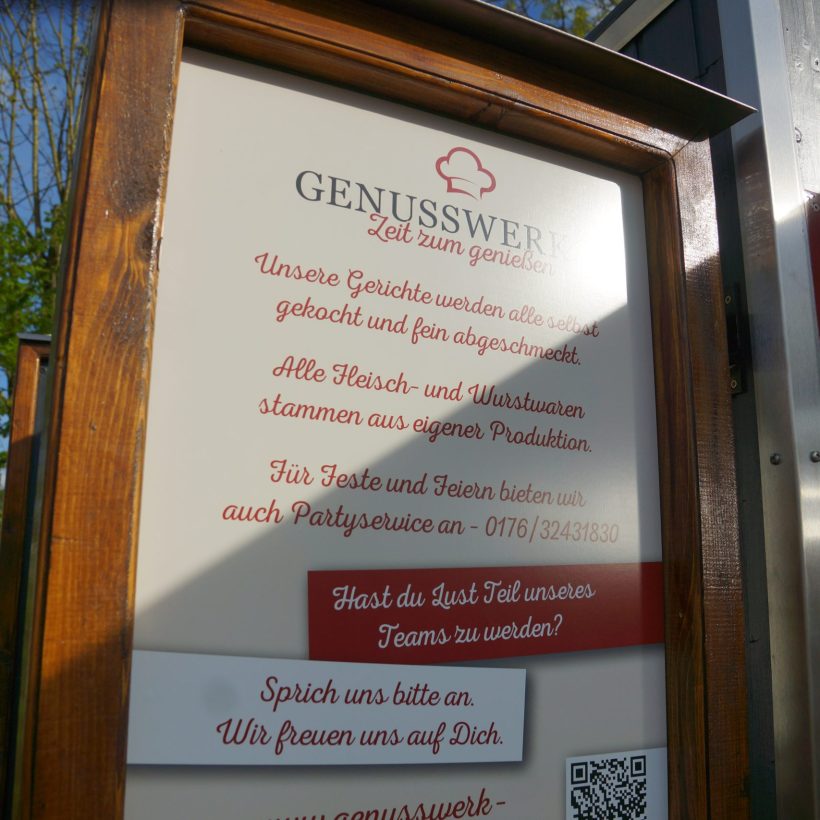 GENUSSWERK
Zeit zum genießen
Unsere Gerichte werden alle selbst
gekocht und fein abgeschmeckt.
Alle Fleisch- und Wurstwaren
stammen aus eigener Produktion.
Für Feste und Feiern bieten wir
auch Partyservice an - 0176/32431830
Hast du Lust Teil unseres
Teams zu werden?
Sprich uns bitte an.
Wir freuen uns auf Dich.
www.genusswerk-